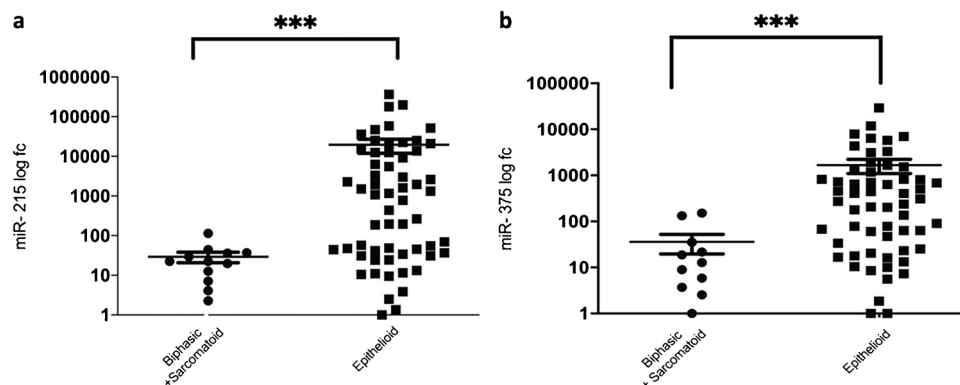 a
***
miR- 215 log fc
1000000
100000
10000
1000
100
10
1
Biphasic
+Sarcomatoid
Epithelioid
b
***
miR- 375 log fc
100000
10000
1000
100
10
1
Biphasic
+ Sarcomatoid
Epithelioid